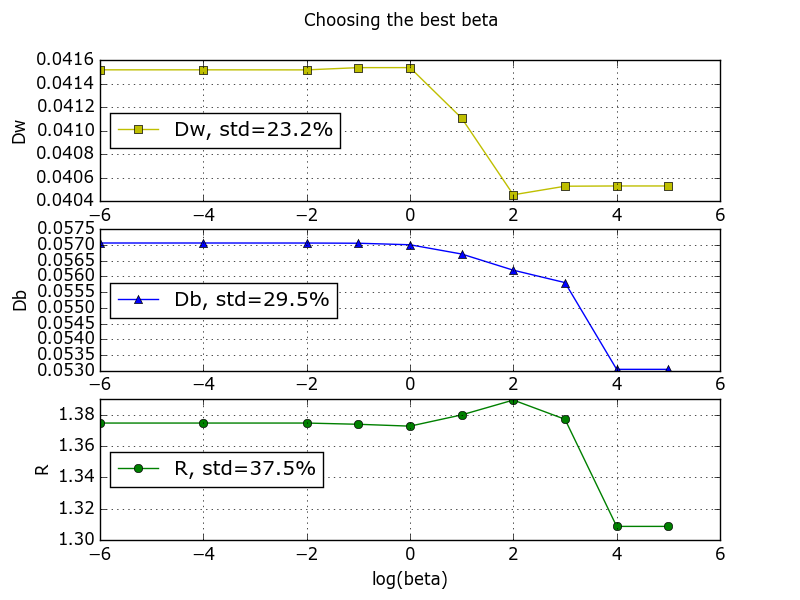 Choosing the best beta
0.0416
0.0414
0.0412
0.0410
0.0408
0.0406
0.0404
Dw
Dw, std=23.2%
−6 −4 −2 0 2 4 6
0.0575
0.0570
0.0565
0.0560
0.0555
0.0550
0.0545
0.0540
0.0535
0.0530
Db
Db, std=29.5%
−6 −4 −2 0 2 4 6
1.38
1.36
1.34
1.32
1.30
R
R, std=37.5%
−6 −4 −2 0 2 4 6
log(beta)